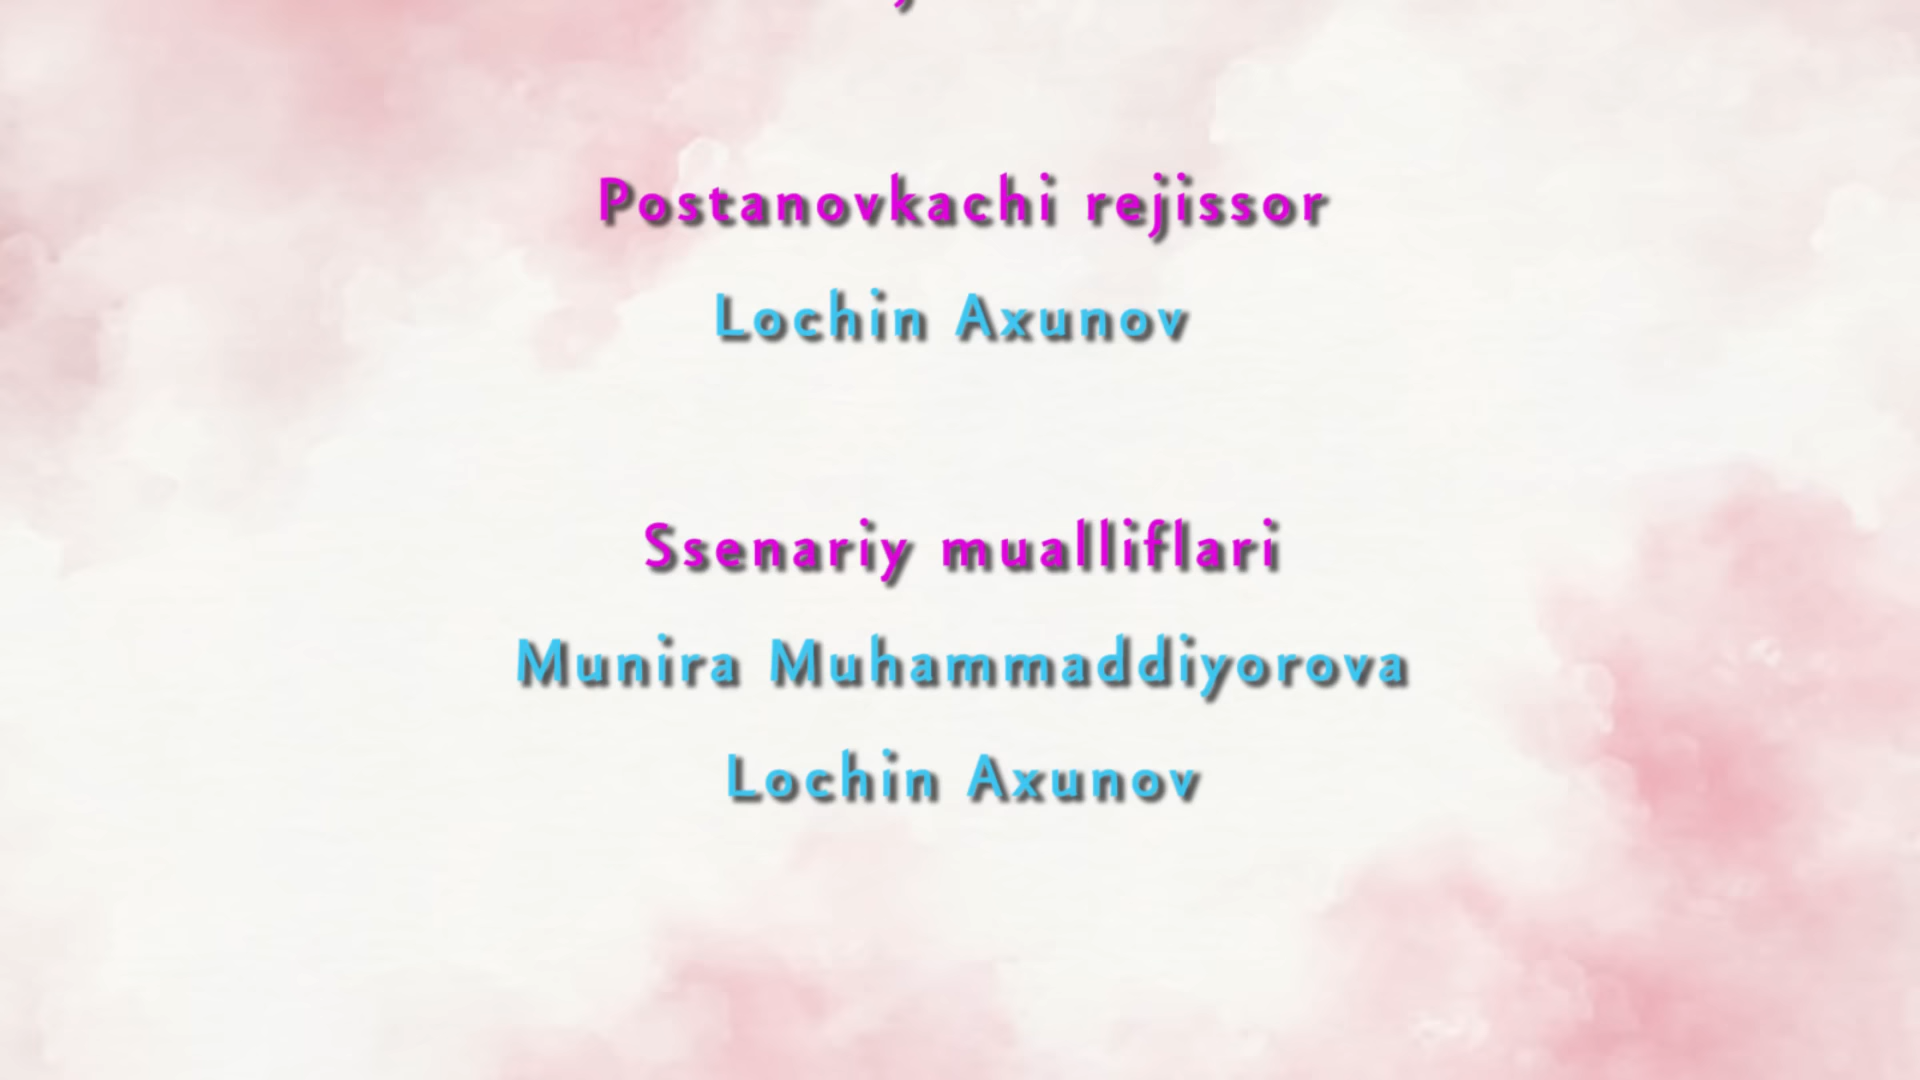 Postanovkachi rejissor
Lochin Axunov
Ssenariy mualliflari
Munira Muhammaddiyorova
Lochin Axunov